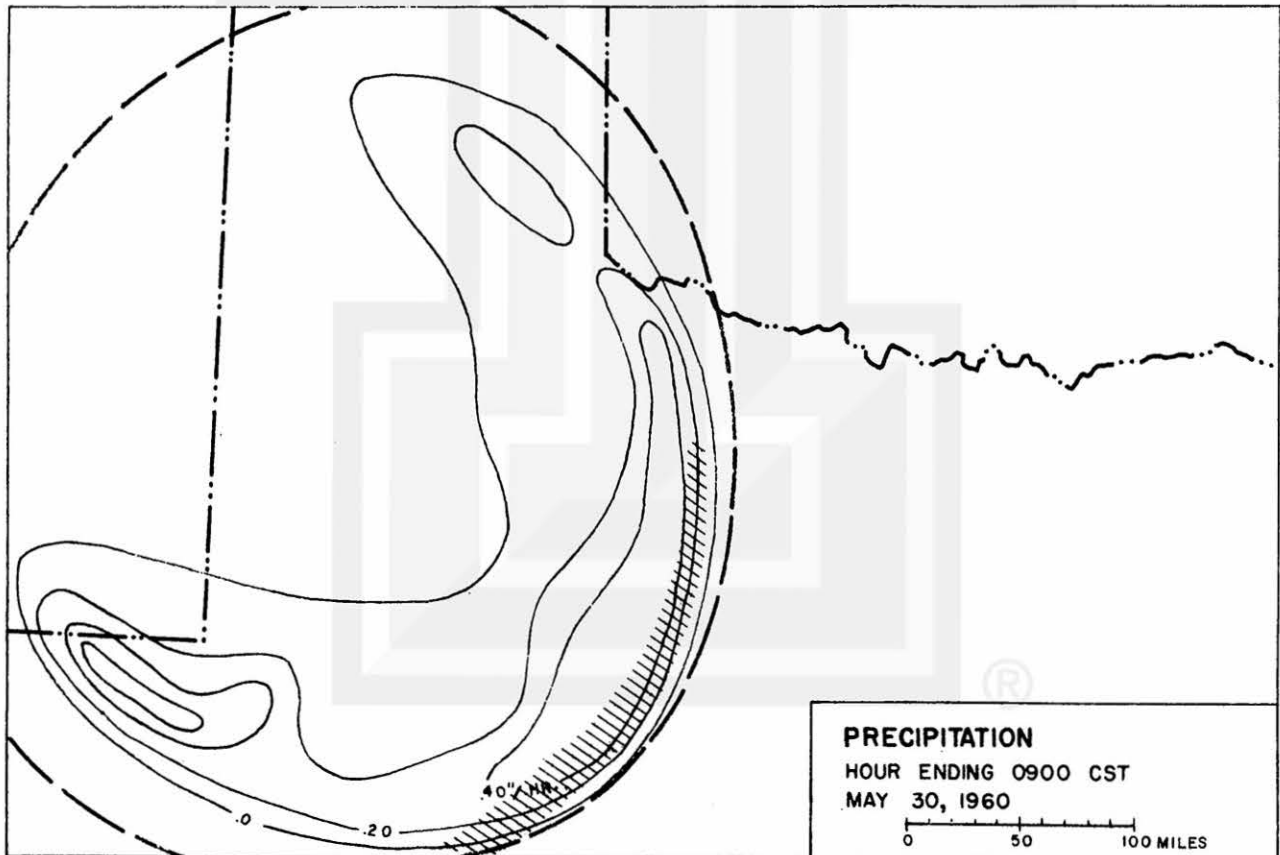 .40"/HR.
.0
.20
®
PRECIPITATION
HOUR ENDING 0900 CST
MAY 30, 1960
0 50 100 MILES